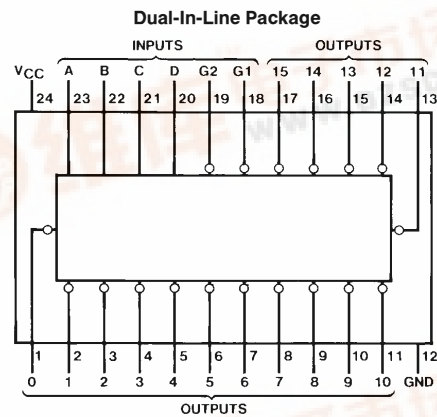 Dual-In-Line Package
INPUTS OUTPUTS
VCC A B C D G2 G1 15 14 13 12 11
24 23 22 21 20 19 18 17 16 15 14 13
1 2 3 4 5 6 7 8 9 10 11 12
0 1 2 3 4 5 6 7 8 9 10 GND
OUTPUTS